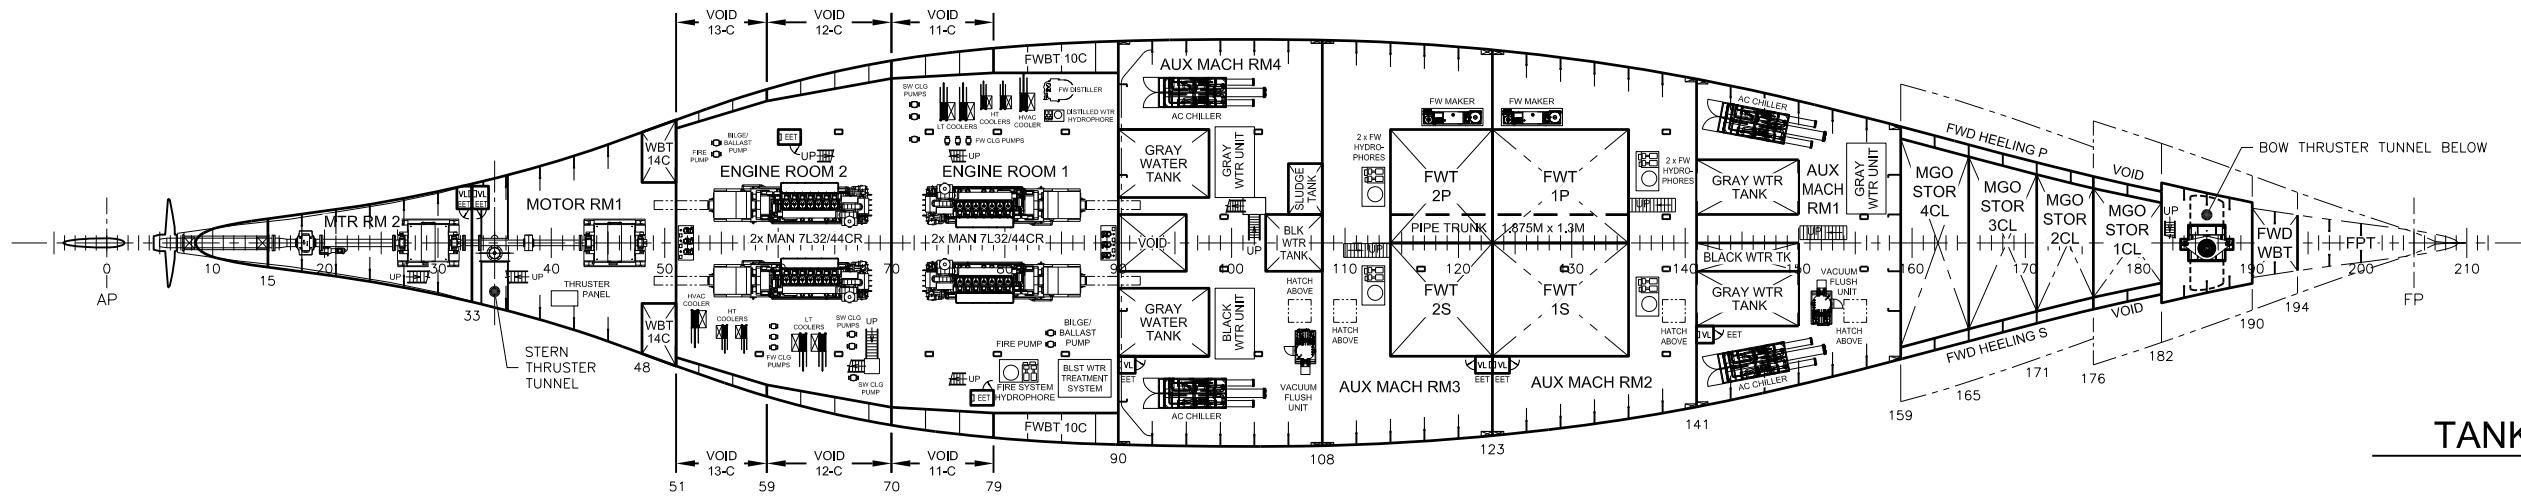 VOID
13-C
VOID
12-C
VOID
11-C
FWBT 10C
AUX MACH RM4
AC CHILLER
SW CLG
PUMPS
LT COOLERS
HT
COOLERS
HVAC
COOLER
FW DISTILLER
DISTILLED WTR
HYDROPHORE
FW CLG PUMPS
BILGE/
BALLAST
PUMP
FIRE
PUMP
EET
UP
UP
WBT
14C
ENGINE ROOM 2
ENGINE ROOM 1
GRAY
WATER
TANK
GRAY
WTR UNIT
SLUDGE
TANK
FW MAKER
FW MAKER
2 x FW
HYDRO-
PHORES
FWT
2P
FWT
1P
2 x FW
HYDRO-
PHORES
AC CHILLER
GRAY WTR
TANK
AUX
MACH
RM1
GRAY
WTR UNIT
FWD HEELING P
VOID
BOW THRUSTER TUNNEL BELOW
MGO
STOR
4CL
MGO
STOR
3CL
MGO
STOR
2CL
MGO
STOR
1CL
UP
FWD
WBT
FPT
VL
EET
VL
EET
MTR RM 2
MOTOR RM1
2x MAN 7L32/44CR
2x MAN 7L32/44CR
VOID
UP
UP
BLK
WTR
TANK
PIPE TRUNK
1.875M x 1.3M
UP
UP
UP
BLACK WTR TK
0
10
20
30
40
50
60
70
80
90
100
110
120
130
140
150
160
170
180
190
200
210
AP
FP
15
33
UP
UP
THRUSTER
PANEL
STERN
THRUSTER
TUNNEL
48
WBT
14C
HVAC
COOLER
HT
COOLERS
LT
COOLERS
FW CLG
PUMPS
SW CLG
PUMPS
UP
SW CLG
PUMP
BILGE/
BALLAST
PUMP
FIRE PUMP
UP
FIRE SYSTEM
HYDROPHORE
EET
BLST WTR
TREATMENT
SYSTEM
GRAY
WATER
TANK
BLACK
WTR UNIT
VL
EET
AC CHILLER
HATCH
ABOVE
VACUUM
FLUSH
UNIT
FWT
2S
FWT
1S
AUX MACH RM3
AUX MACH RM2
VL
EET
VL
EET
HATCH
ABOVE
GRAY WTR
TANK
VL
EET
AC CHILLER
VACUUM
FLUSH
UNIT
HATCH
ABOVE
FWD HEELING S
VOID
FWBT 10C
VOID
13-C
VOID
12-C
VOID
11-C
51
59
70
79
90
108
123
141
159
165
171
176
182
190
194
TANK